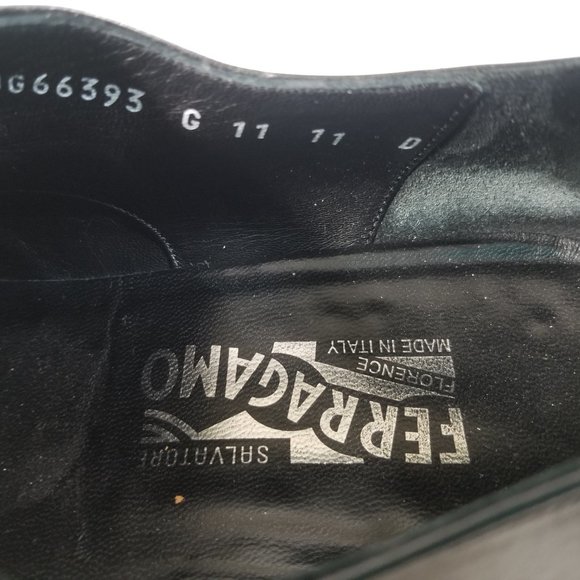 G66393 G 11 11 D
SALVATORE
FERRAGAMO
FLORENCE
MADE IN ITALY